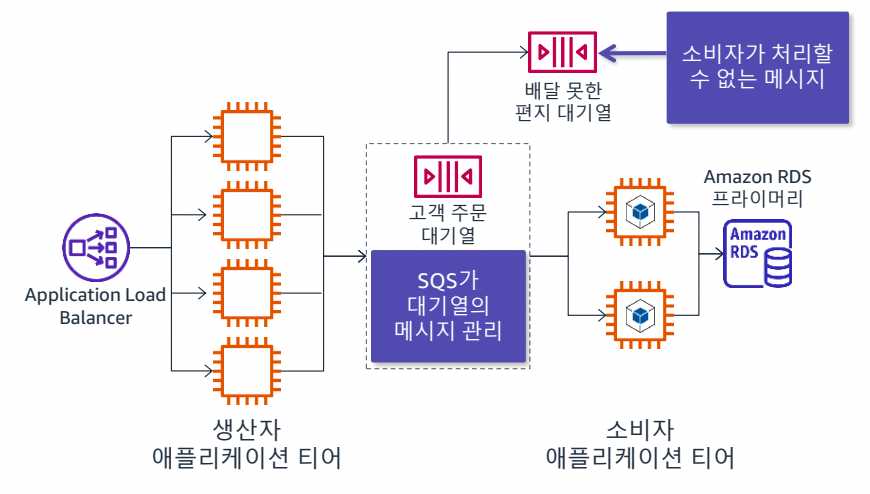 소비자가 처리할
수 없는 메시지
배달 못한
편지 대기열
고객 주문
대기열
SQS가
대기열의
메시지 관리
Application Load
Balancer
Amazon RDS
프라이머리
Amazon
RDS
생산자
애플리케이션 티어
소비자
애플리케이션 티어